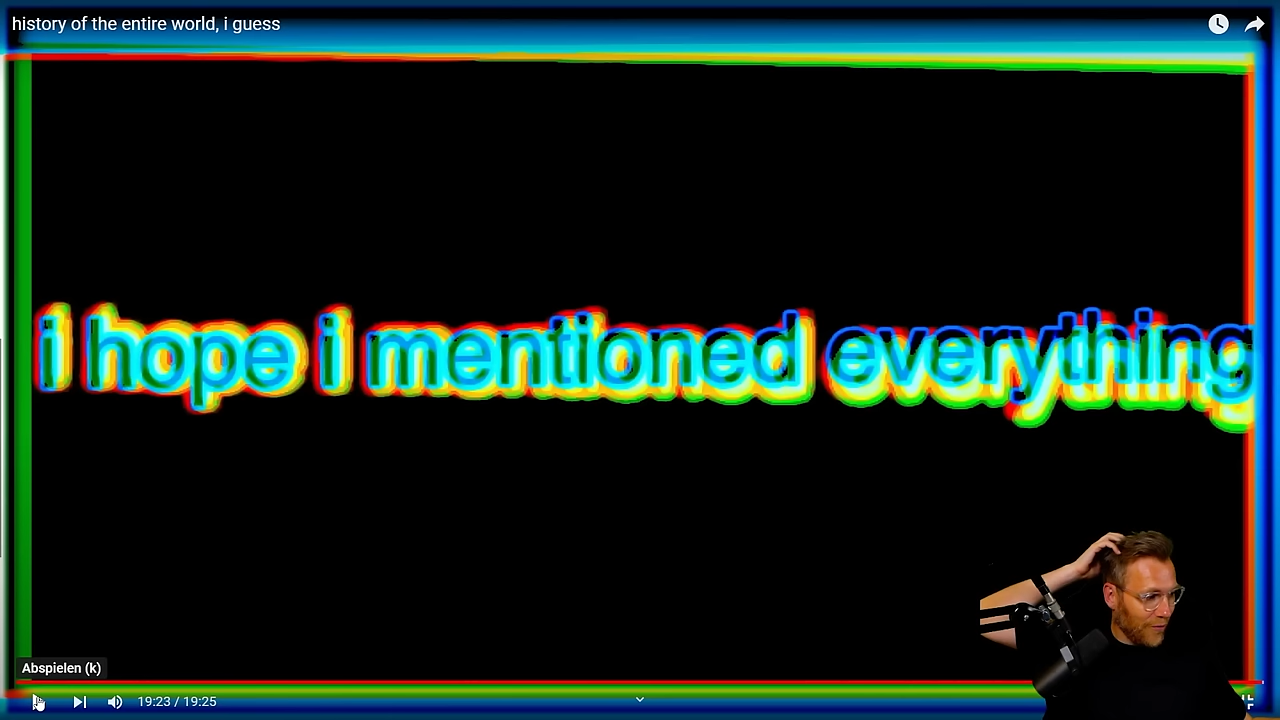 history of the entire world, i guess
i hope i mentioned everything
Abspielen (k)
19:23 / 19:25